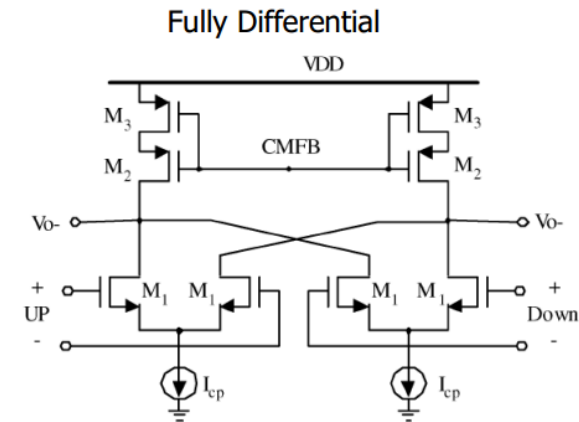 Fully Differential
VDD
M3
M3
CMFB
M2
M2
Vo-
Vo-
+
M1
M1
M1
M1
+
UP
Down
-
-
Icp
Icp